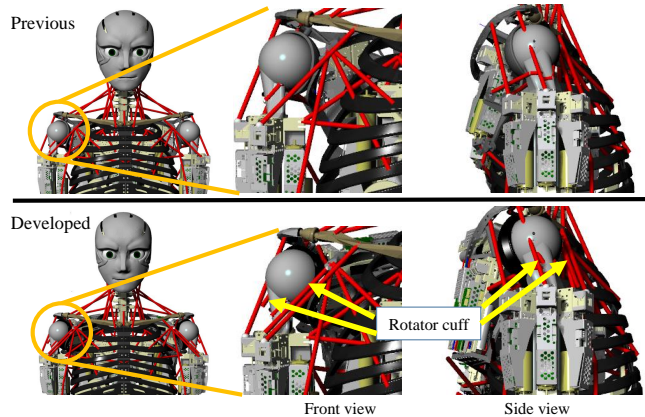 Previous
Developed
Rotator cuff
Front view
Side view